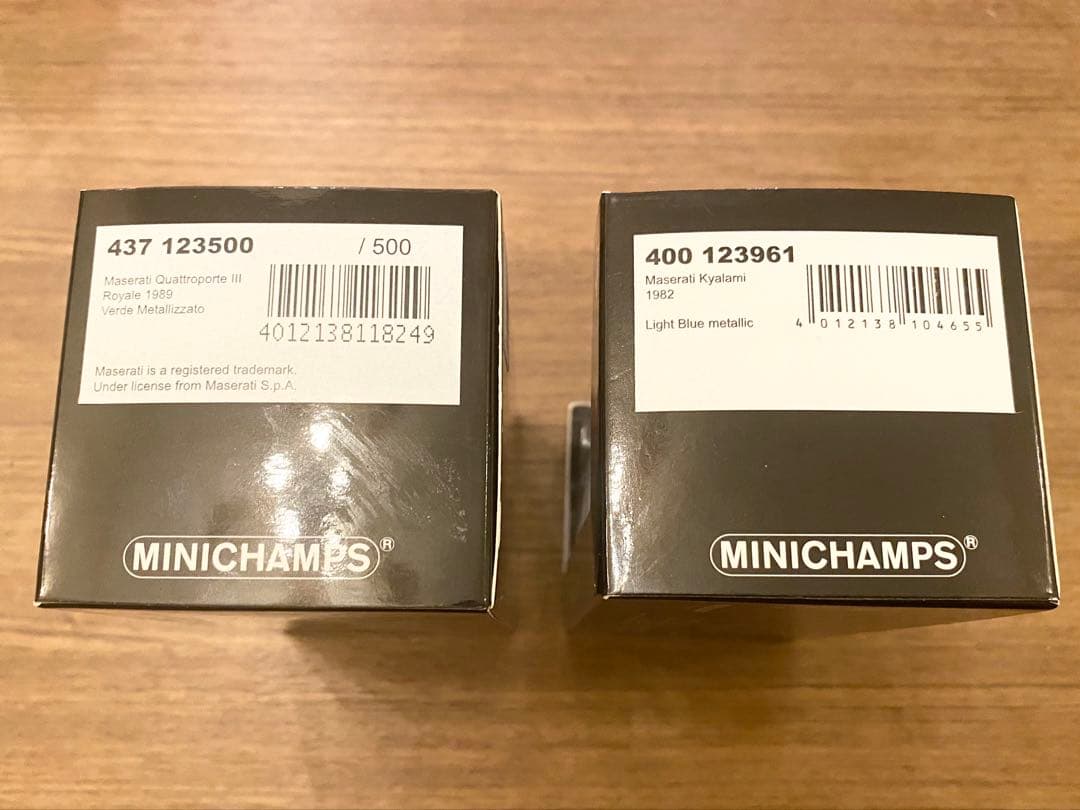 437 123500 / 500
Maserati Quattroporte III
Royale 1989
Verde Metallizzato
4012138118249
Maserati is a registered trademark.
Under license from Maserati S.p.A.
MINICHAMPS®
400 123961
Maserati Kyalami
1982
Light Blue metallic
4 012138 104655
MINICHAMPS®